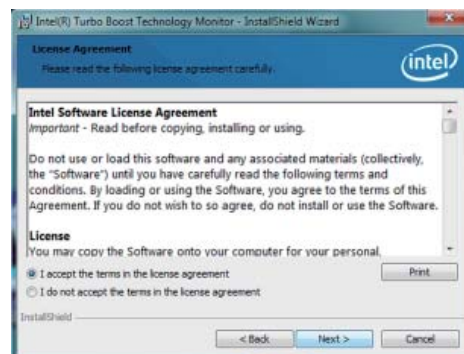 Intel(R) Turbo Boost Technology Monitor - InstallShield Wizard
License Agreement
Please read the following license agreement carefully.
intel
Intel Software License Agreement
Important - Read before copying, installing or using.
Do not use or load this software and any associated materials (collectively,
the "Software") until you have carefully read the following terms and
conditions. By loading or using the Software, you agree to the terms of this
Agreement. If you do not wish to so agree, do not install or use the Software.
License
You may copy the Software onto your computer for your personal,
I accept the terms in the license agreement
Print
I do not accept the terms in the license agreement
InstallShield
< Back
Next >
Cancel